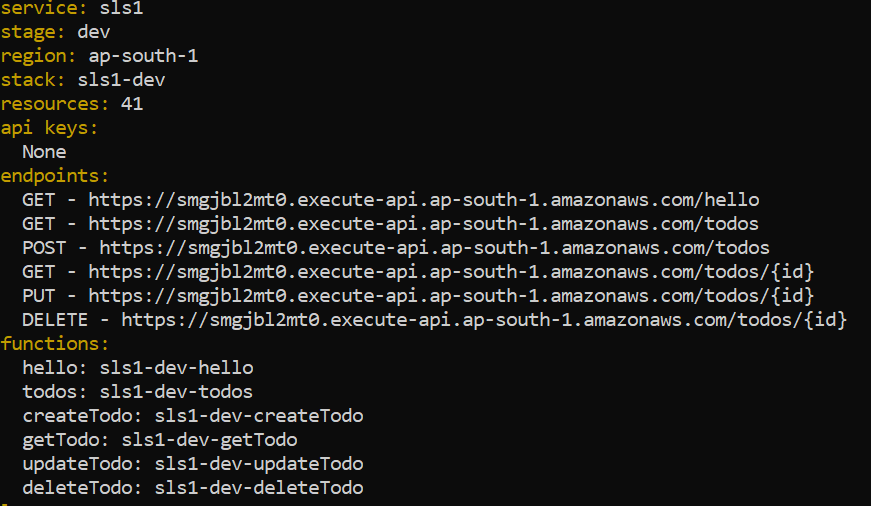 service: sls1
stage: dev
region: ap-south-1
stack: sls1-dev
resources: 41
api keys:
  None
endpoints:
  GET - https://smgjbl2mt0.execute-api.ap-south-1.amazonaws.com/hello
  GET - https://smgjbl2mt0.execute-api.ap-south-1.amazonaws.com/todos
  POST - https://smgjbl2mt0.execute-api.ap-south-1.amazonaws.com/todos
  GET - https://smgjbl2mt0.execute-api.ap-south-1.amazonaws.com/todos/{id}
  PUT - https://smgjbl2mt0.execute-api.ap-south-1.amazonaws.com/todos/{id}
  DELETE - https://smgjbl2mt0.execute-api.ap-south-1.amazonaws.com/todos/{id}
functions:
  hello: sls1-dev-hello
  todos: sls1-dev-todos
  createTodo: sls1-dev-createTodo
  getTodo: sls1-dev-getTodo
  updateTodo: sls1-dev-updateTodo
  deleteTodo: sls1-dev-deleteTodo